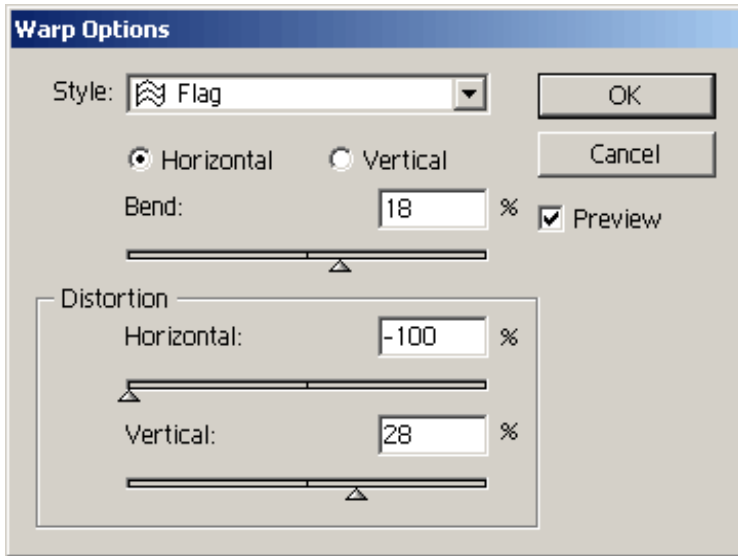 Warp Options
Style: Flag
OK
Horizontal Vertical
Cancel
Bend: 18 %
Preview
Distortion
Horizontal: -100 %
Vertical: 28 %